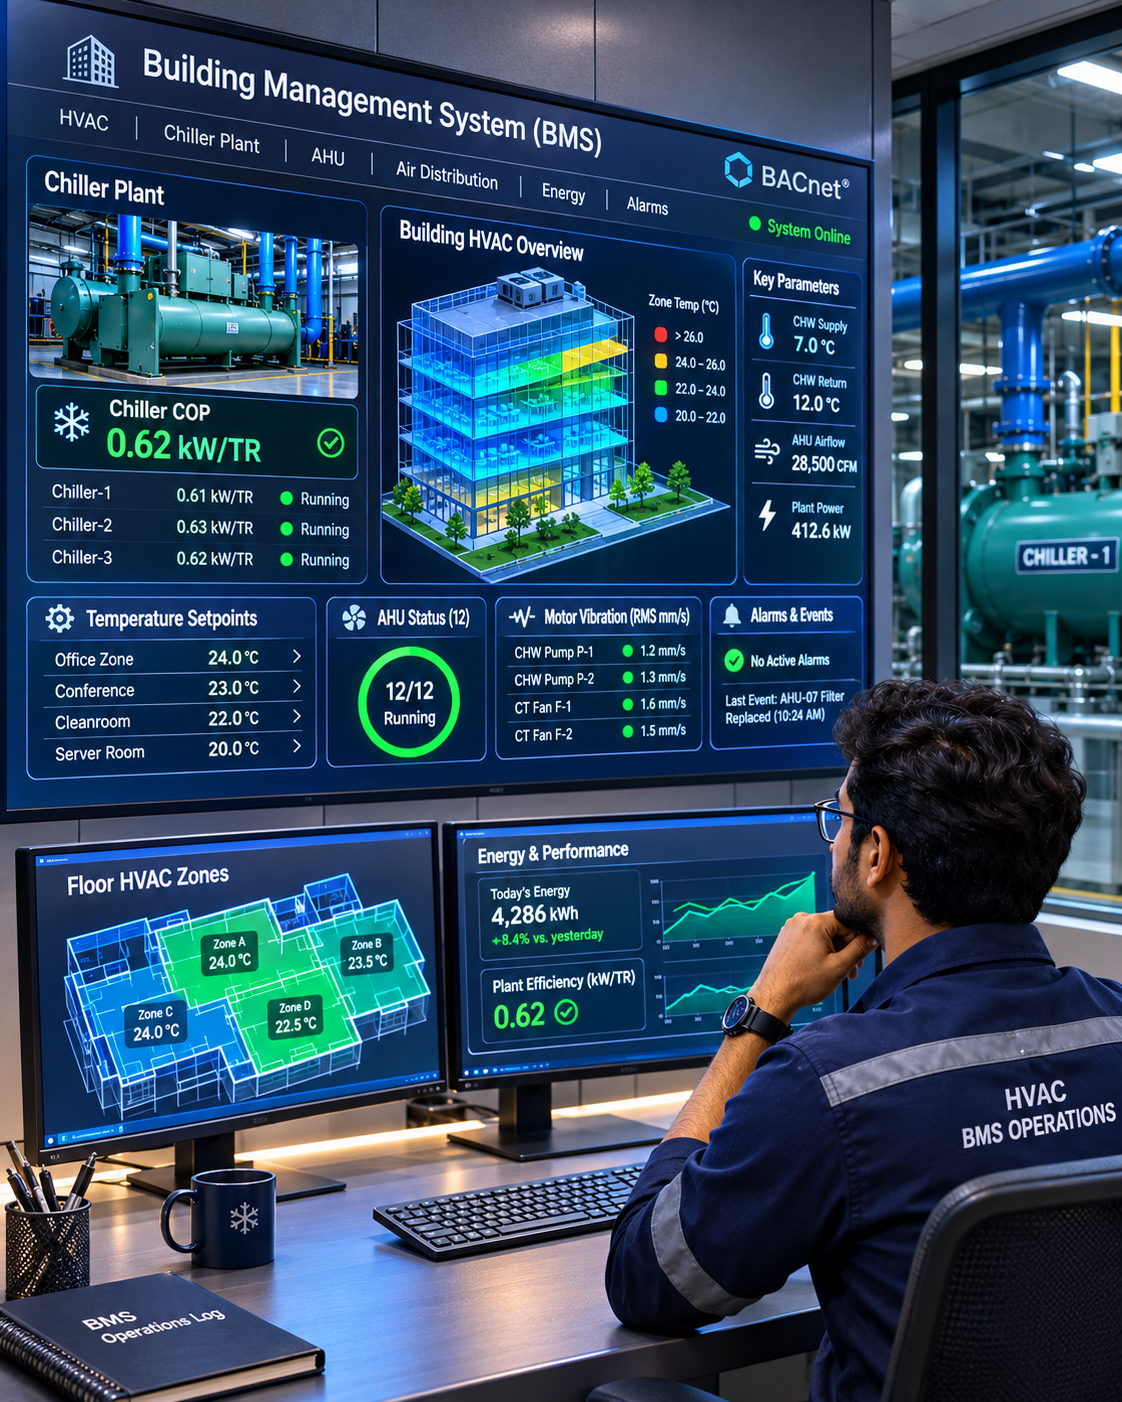 Building Management System (BMS)
HVAC | Chiller Plant | AHU | Air Distribution | Energy | Alarms
BACnet®
System Online
Chiller Plant
Chiller COP
0.62 kW/TR
Chiller-1 0.61 kW/TR Running
Chiller-2 0.63 kW/TR Running
Chiller-3 0.62 kW/TR Running
Building HVAC Overview
Zone Temp (°C)
> 26.0
24.0 – 26.0
22.0 – 24.0
20.0 – 22.0
Key Parameters
CHW Supply
7.0 °C
CHW Return
12.0 °C
AHU Airflow
28,500 CFM
Plant Power
412.6 kW
Temperature Setpoints
Office Zone 24.0 °C
Conference 23.0 °C
Cleanroom 22.0 °C
Server Room 20.0 °C
AHU Status (12)
12/12
Running
Motor Vibration (RMS mm/s)
CHW Pump P-1 1.2 mm/s
CHW Pump P-2 1.3 mm/s
CT Fan F-1 1.6 mm/s
CT Fan F-2 1.5 mm/s
Alarms & Events
No Active Alarms
Last Event: AHU-07 Filter
Replaced (10:24 AM)
CHILLER - 1
Floor HVAC Zones
Zone A
24.0 °C
Zone B
23.5 °C
Zone C
24.0 °C
Zone D
22.5 °C
Energy & Performance
Today's Energy
4,286 kWh
+8.4% vs. yesterday
Plant Efficiency (kW/TR)
0.62
HVAC
BMS OPERATIONS
BMS
Operations Log